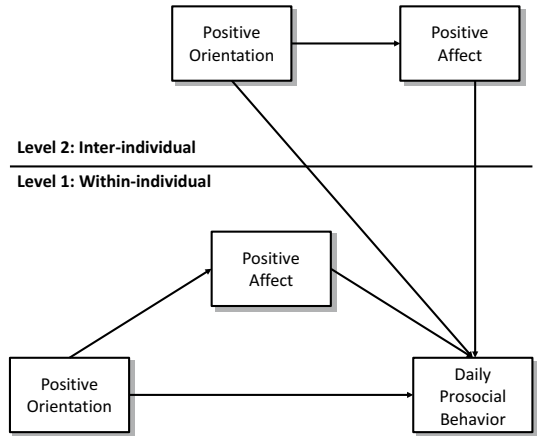 Positive
Orientation
Positive
Affect
Level 2: Inter-individual
Level 1: Within-individual
Positive
Affect
Positive
Orientation
Daily
Prosocial
Behavior